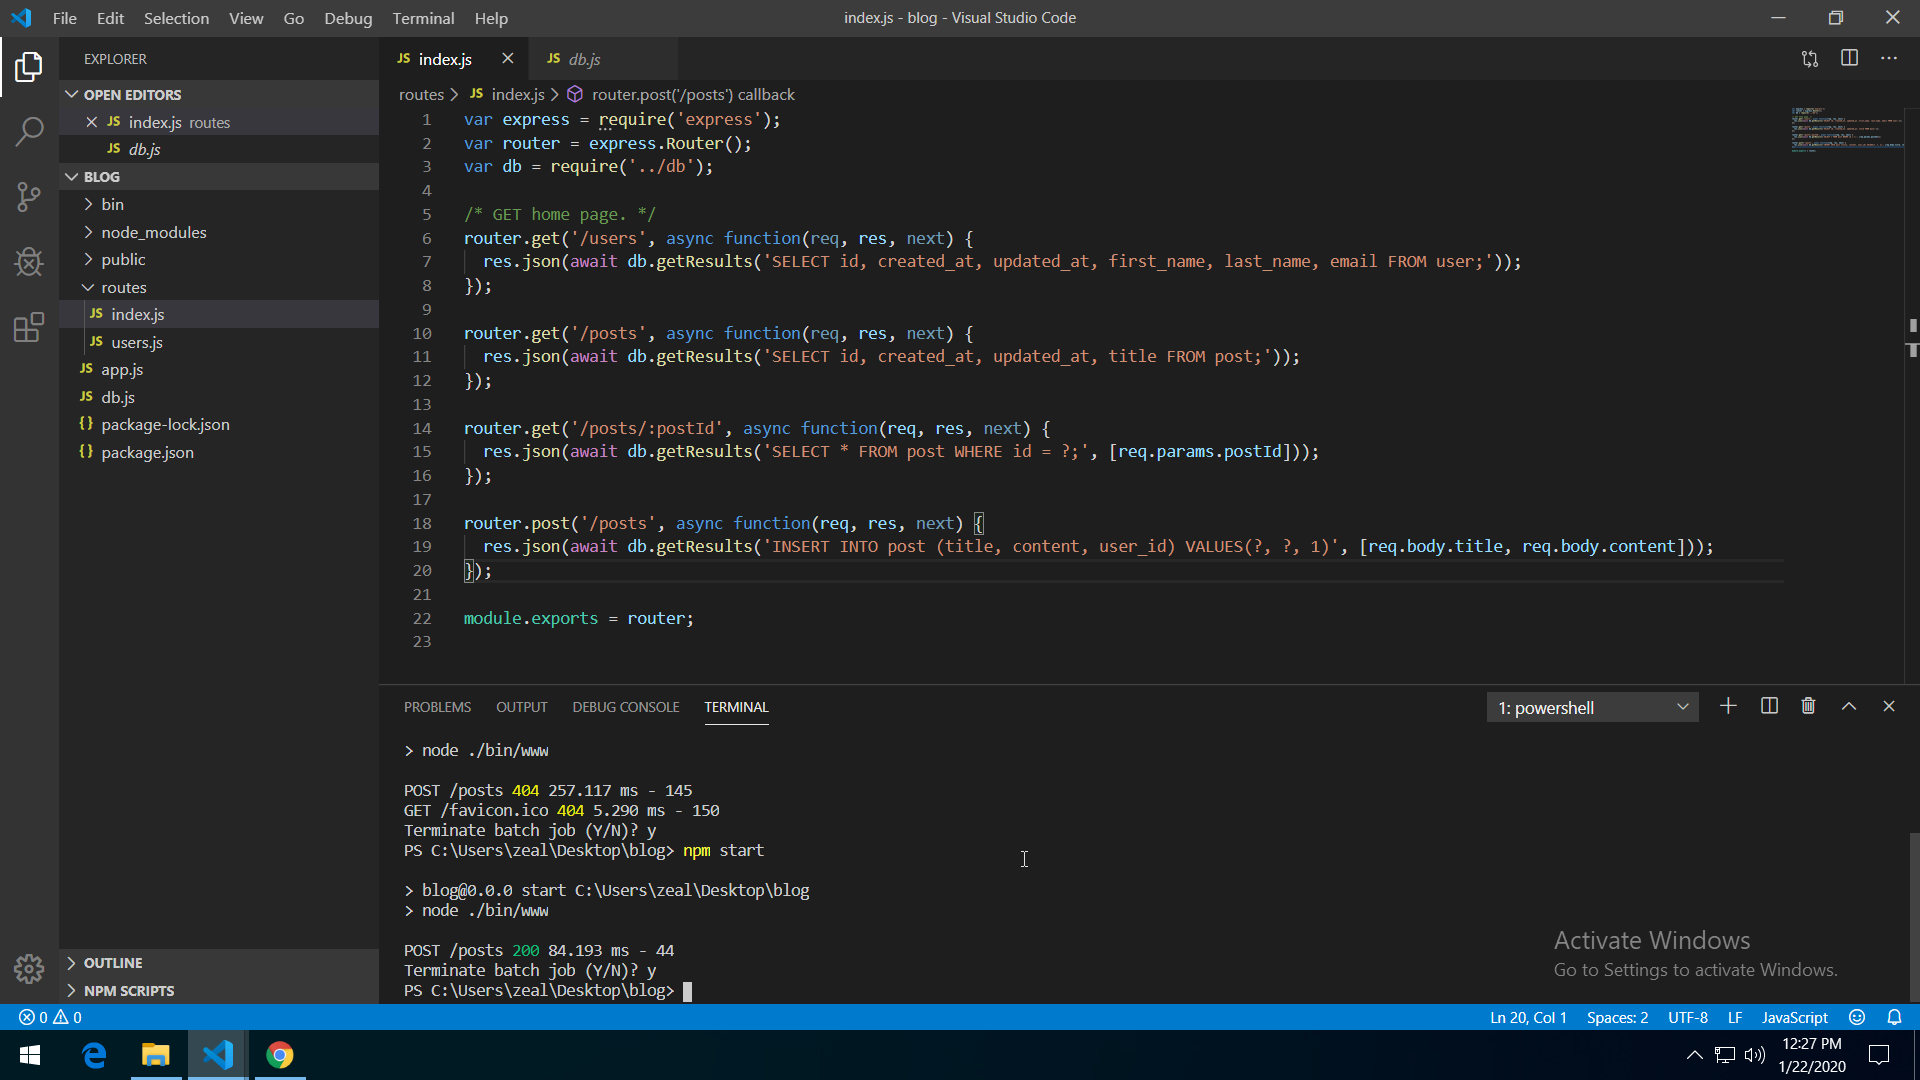 File Edit Selection View Go Debug Terminal Help
index.js - blog - Visual Studio Code
EXPLORER
OPEN EDITORS
JS index.js routes
JS db.js
BLOG
bin
node_modules
public
routes
JS index.js
JS users.js
JS app.js
JS db.js
{} package-lock.json
{} package.json
OUTLINE
NPM SCRIPTS
JS index.js
JS db.js
routes > JS index.js > router.post('/posts') callback
1 var express = require('express');
2 var router = express.Router();
3 var db = require('../db');
4
5 /* GET home page. */
6 router.get('/users', async function(req, res, next) {
7 res.json(await db.getResults('SELECT id, created_at, updated_at, first_name, last_name, email FROM user;'));
8 });
9
10 router.get('/posts', async function(req, res, next) {
11 res.json(await db.getResults('SELECT id, created_at, updated_at, title FROM post;'));
12 });
13
14 router.get('/posts/:postId', async function(req, res, next) {
15 res.json(await db.getResults('SELECT * FROM post WHERE id = ?;', [req.params.postId]));
16 });
17
18 router.post('/posts', async function(req, res, next) {
19 res.json(await db.getResults('INSERT INTO post (title, content, user_id) VALUES(?, ?, 1)', [req.body.title, req.body.content]));
20 });
21
22 module.exports = router;
23
PROBLEMS OUTPUT DEBUG CONSOLE TERMINAL
1: powershell
> node ./bin/www
POST /posts 404 257.117 ms - 145
GET /favicon.ico 404 5.290 ms - 150
Terminate batch job (Y/N)? y
PS C:\Users\zeal\Desktop\blog> npm start
> blog@0.0.0 start C:\Users\zeal\Desktop\blog
> node ./bin/www
POST /posts 200 84.193 ms - 44
Terminate batch job (Y/N)? y
PS C:\Users\zeal\Desktop\blog>
Activate Windows
Go to Settings to activate Windows.
0 0
Ln 20, Col 1 Spaces: 2 UTF-8 LF JavaScript
12:27 PM
1/22/2020